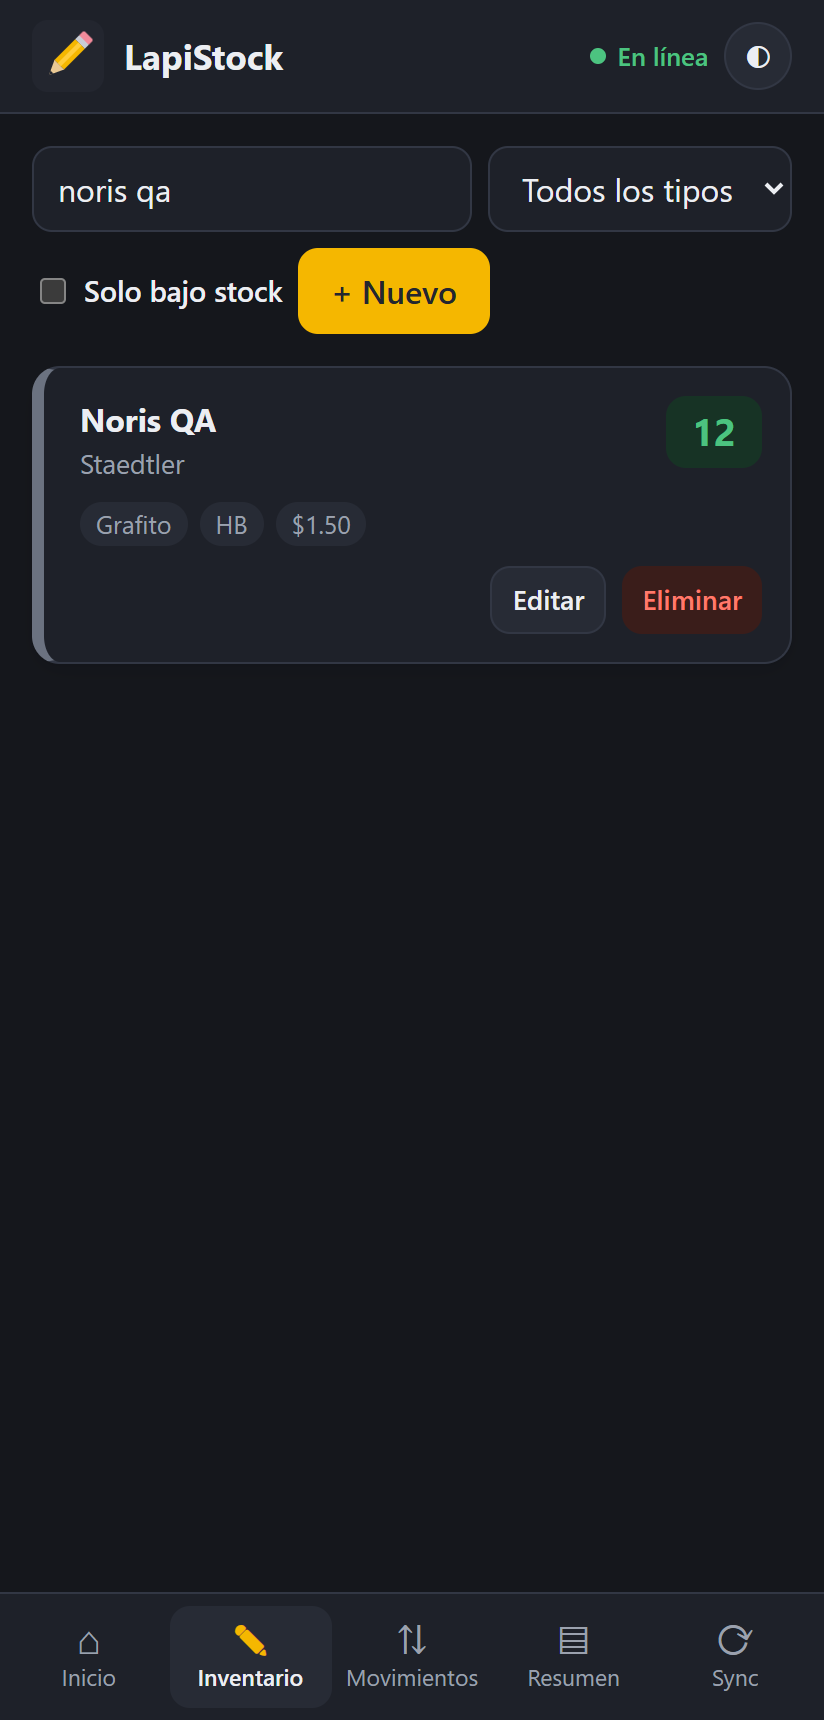 LapiStock
En línea
noris qa
Todos los tipos
Solo bajo stock
+ Nuevo
Noris QA
12
Staedtler
Grafito
HB
$1.50
Editar
Eliminar
Inicio
Inventario
Movimientos
Resumen
Sync